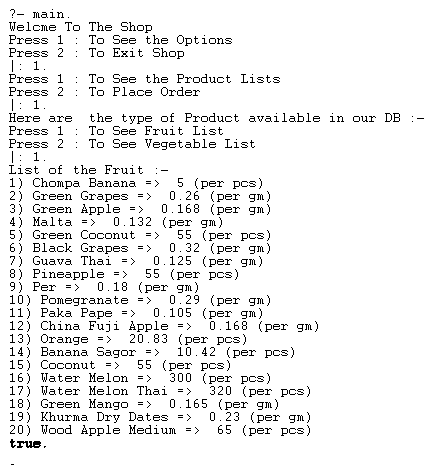 ?- main.
Welcme To The Shop
Press 1 : To See the Options
Press 2 : To Exit Shop
|: 1.
Press 1 : To See the Product Lists
Press 2 : To Place Order
|: 1.
Here are  the type of Product available in our DB :-
Press 1 : To See Fruit List
Press 2 : To See Vegetable List
|: 1.
List of the Fruit :-
1) Chompa Banana =>  5 (per pcs)
2) Green Grapes =>  0.26 (per gm)
3) Green Apple =>  0.168 (per gm)
4) Malta =>  0.132 (per gm)
5) Green Coconut =>  55 (per pcs)
6) Black Grapes =>  0.32 (per gm)
7) Guava Thai =>  0.125 (per gm)
8) Pineapple =>  55 (per pcs)
9) Per =>  0.18 (per gm)
10) Pomegranate =>  0.29 (per gm)
11) Paka Pape =>  0.105 (per gm)
12) China Fuji Apple =>  0.168 (per gm)
13) Orange =>  20.83 (per pcs)
14) Banana Sagor =>  10.42 (per pcs)
15) Coconut =>  55 (per pcs)
16) Water Melon =>  300 (per pcs)
17) Water Melon Thai =>  320 (per pcs)
18) Green Mango =>  0.165 (per gm)
19) Khurma Dry Dates =>  0.23 (per gm)
20) Wood Apple Medium =>  65 (per pcs)
true.